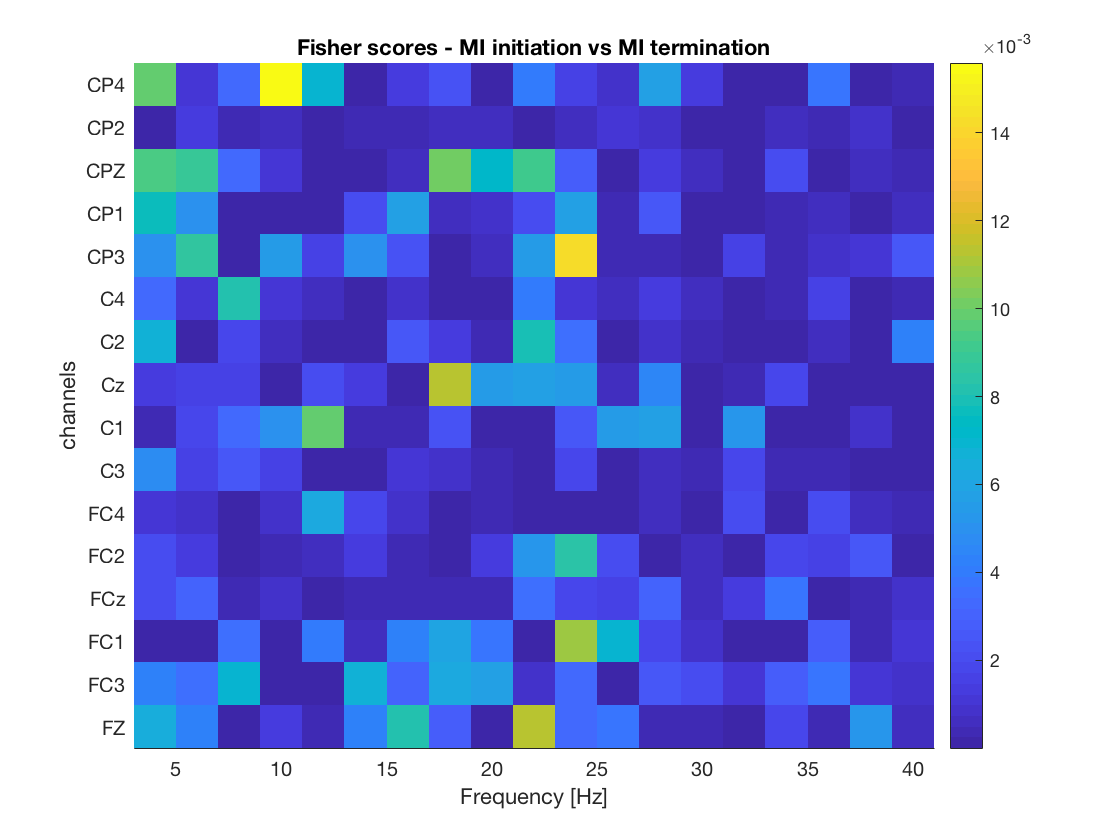 Fisher scores - MI initiation vs MI termination
×10-3
CP4
CP2
CPZ
CP1
CP3
C4
C2
Cz
C1
C3
FC4
FC2
FCz
FC1
FC3
FZ
channels
14
12
10
8
6
4
2
5 10 15 20 25 30 35 40
Frequency [Hz]